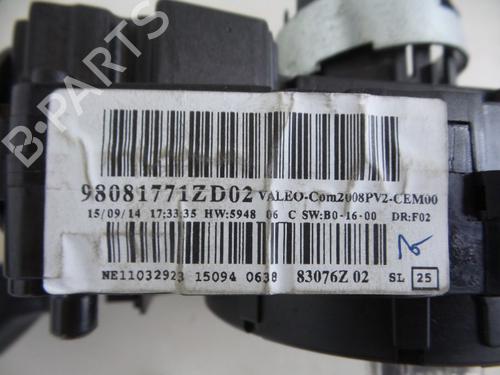 B-PARTS
98081771ZD02 VALEO-Com2008PV2-CEM00
15/09/14 17:33:35 HW:5948 06 C SW:B0-16-00 DR:F02
NE11032923 15094 0638 83076Z 02 SL 25